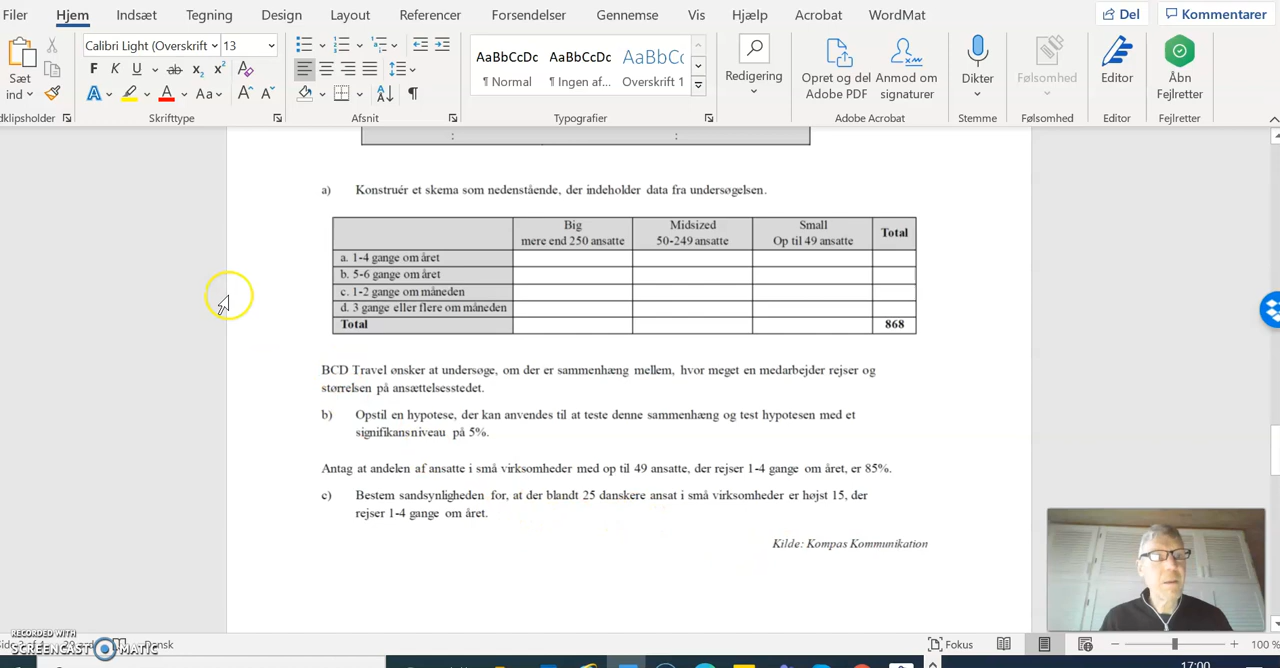 Filer Hjem Indsæt Tegning Design Layout Referencer Forsendelser Gennemse Vis Hjælp Acrobat WordMat Del Kommentarer
Calibri Light (Overskrift 13
Sæt
ind
F K U ab x₂ x²
A A Aa A A
AaBbCcDc AaBbCcDc AaBbCc
¶ Normal ¶ Ingen af... Overskrift 1
Redigering
Opret og del
Adobe PDF
Anmod om
signaturer
Dikter
Følsomhed
Editor
Åbn
Fejlretter
dklipsholder Skrifttype Afsnit Typografier Adobe Acrobat Stemme Følsomhed Editor Fejlretter
: :
a) Konstruér et skema som nedenstående, der indeholder data fra undersøgelsen.
Big Midsized Small Total
mere end 250 ansatte 50-249 ansatte Op til 49 ansatte
a. 1-4 gange om året
b. 5-6 gange om året
c. 1-2 gange om måneden
d. 3 gange eller flere om måneden
Total 868
BCD Travel ønsker at undersøge, om der er sammenhæng mellem, hvor meget en medarbejder rejser og
størrelsen på ansættelsesstedet.
b) Opstil en hypotese, der kan anvendes til at teste denne sammenhæng og test hypotesen med et
signifikansniveau på 5%.
Antag at andelen af ansatte i små virksomheder med op til 49 ansatte, der rejser 1-4 gange om året, er 85%.
c) Bestem sandsynligheden for, at der blandt 25 danskere ansat i små virksomheder er højst 15, der
rejser 1-4 gange om året.
Kilde: Kompas Kommunikation
RECORDED WITH
SCREENCAST MATIC
Dansk
Fokus
100 %
17:00